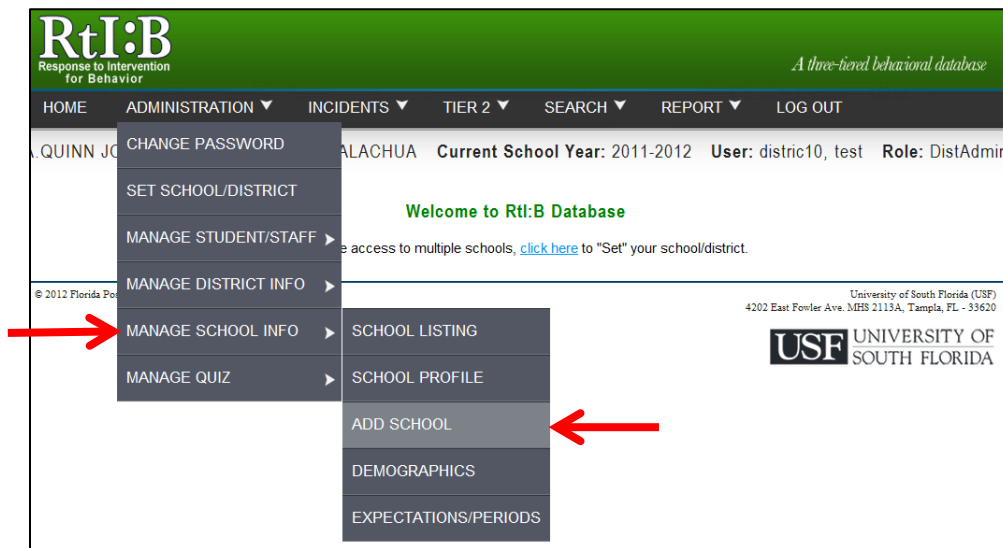 RtI:B
Response to Intervention
for Behavior
A three-tiered behavioral database
HOME ADMINISTRATION INCIDENTS TIER 2 SEARCH REPORT LOG OUT
.QUINN ALACHUA Current School Year: 2011-2012 User: distric10, test Role: DistAdmin
CHANGE PASSWORD
SET SCHOOL/DISTRICT
Welcome to RtI:B Database
MANAGE STUDENT/STAFF
access to multiple schools, click here to "Set" your school/district.
MANAGE DISTRICT INFO
© 2012 Florida
University of South Florida (USF)
4202 East Fowler Ave. MHS 2113A, Tampla, FL - 33620
MANAGE SCHOOL INFO
SCHOOL LISTING
USF UNIVERSITY OF
SOUTH FLORIDA
MANAGE QUIZ
SCHOOL PROFILE
ADD SCHOOL
DEMOGRAPHICS
EXPECTATIONS/PERIODS